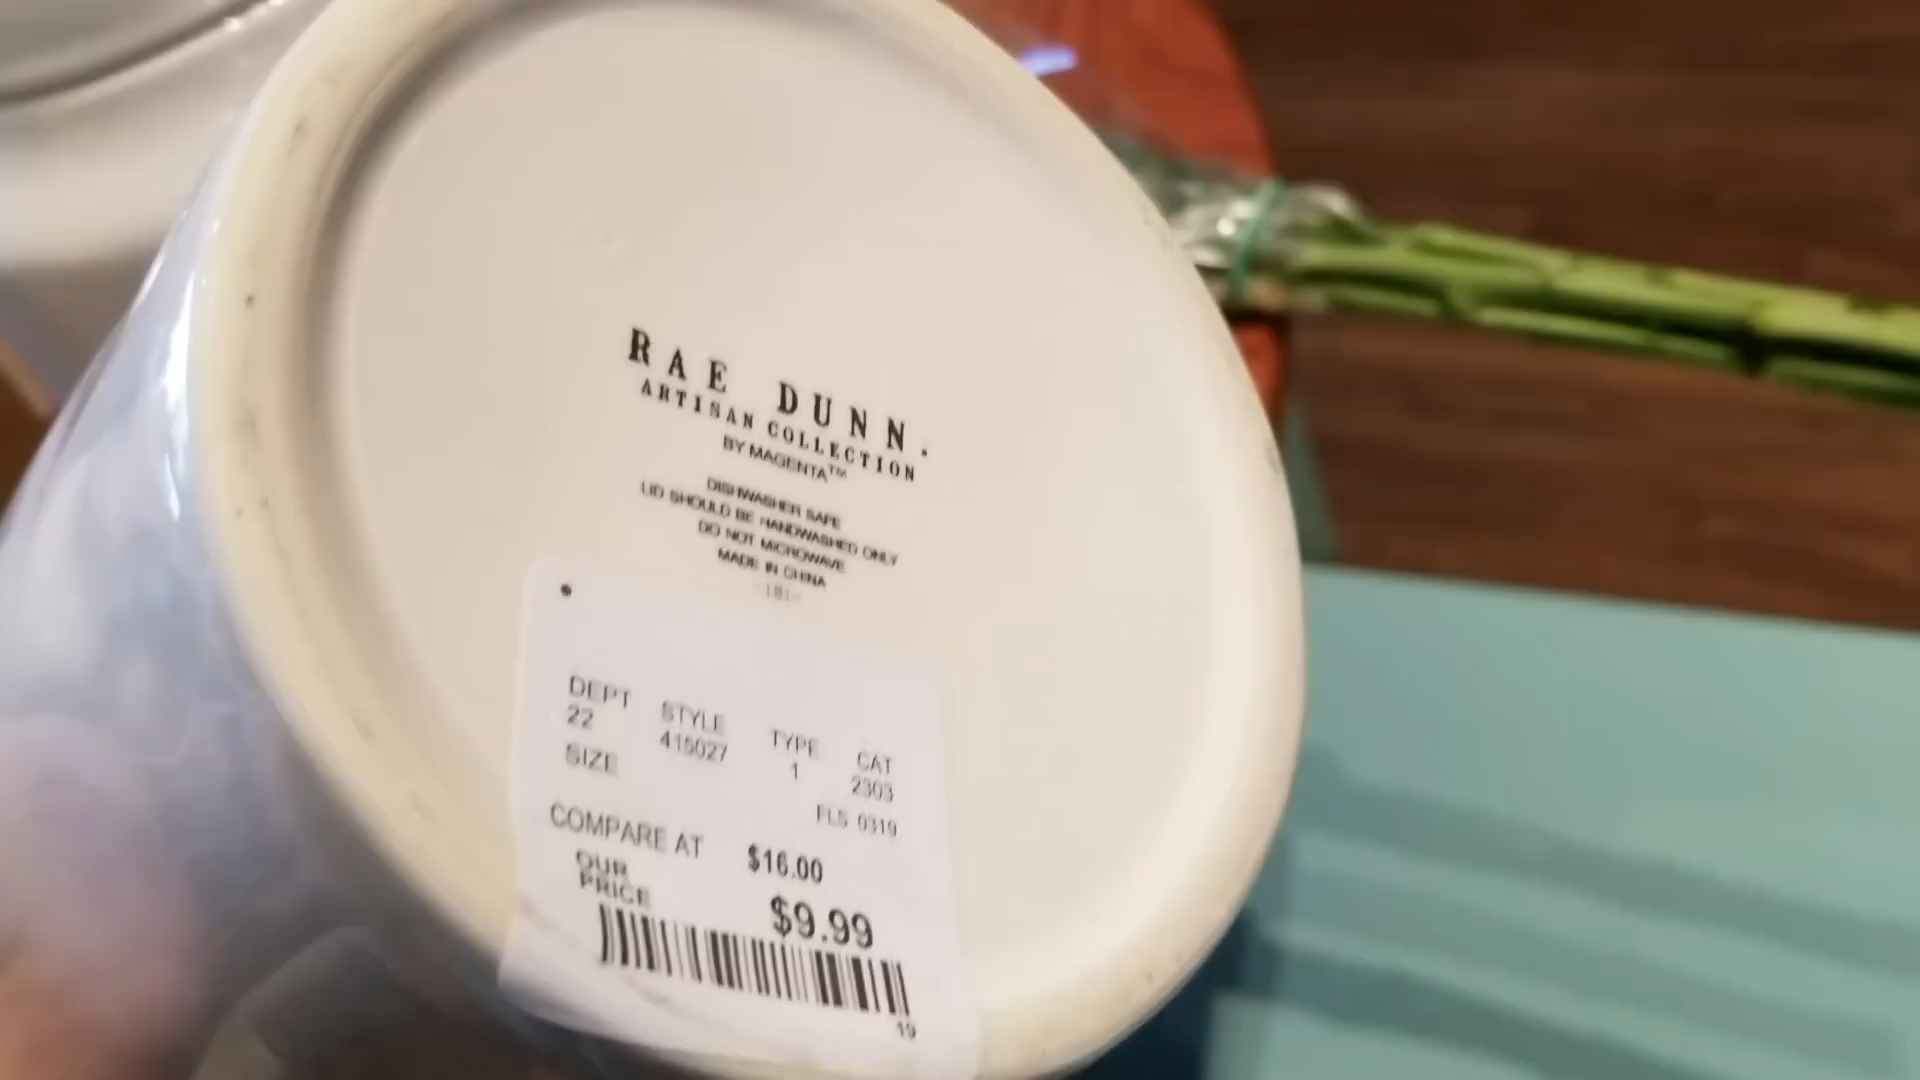 RAE DUNN.
ARTISAN COLLECTION
BY MAGENTA™
DISHWASHER SAFE
LID SHOULD BE HANDWASHED ONLY
DO NOT MICROWAVE
MADE IN CHINA
-181-
DEPT STYLE TYPE CAT
22 415027 1 2303
SIZE
FLS 0319
COMPARE AT $16.00
OUR
PRICE $9.99
19